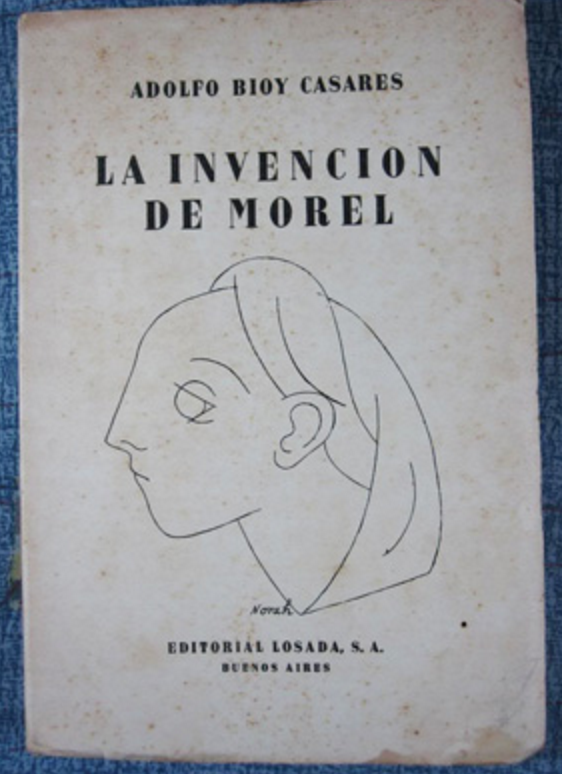 ADOLFO BIOY CASARES
LA INVENCION
DE MOREL
Norah
EDITORIAL LOSADA, S. A.
BUENOS AIRES